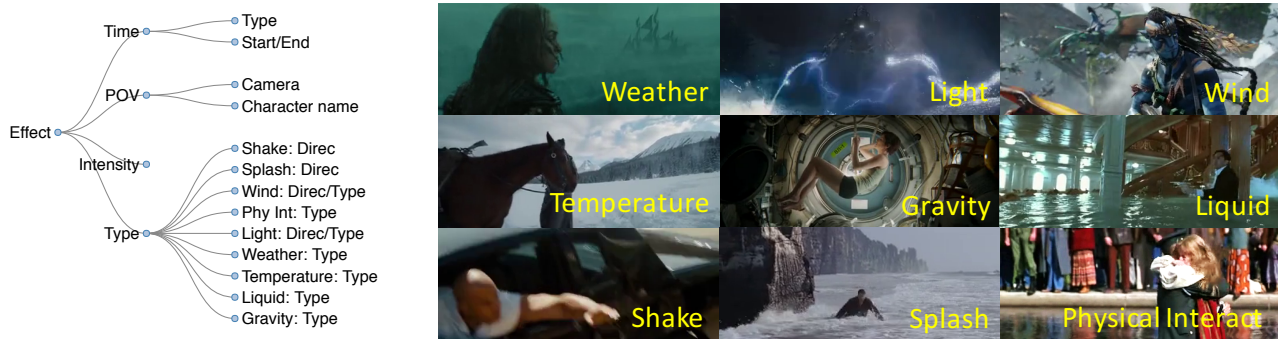 Effect
Time
Type
Start/End
POV
Camera
Character name
Intensity
Type
Shake: Direc
Splash: Direc
Wind: Direc/Type
Phy Int: Type
Light: Direc/Type
Weather: Type
Temperature: Type
Liquid: Type
Gravity: Type
Weather
Light
Wind
Temperature
Gravity
Liquid
Shake
Splash
Physical Interact